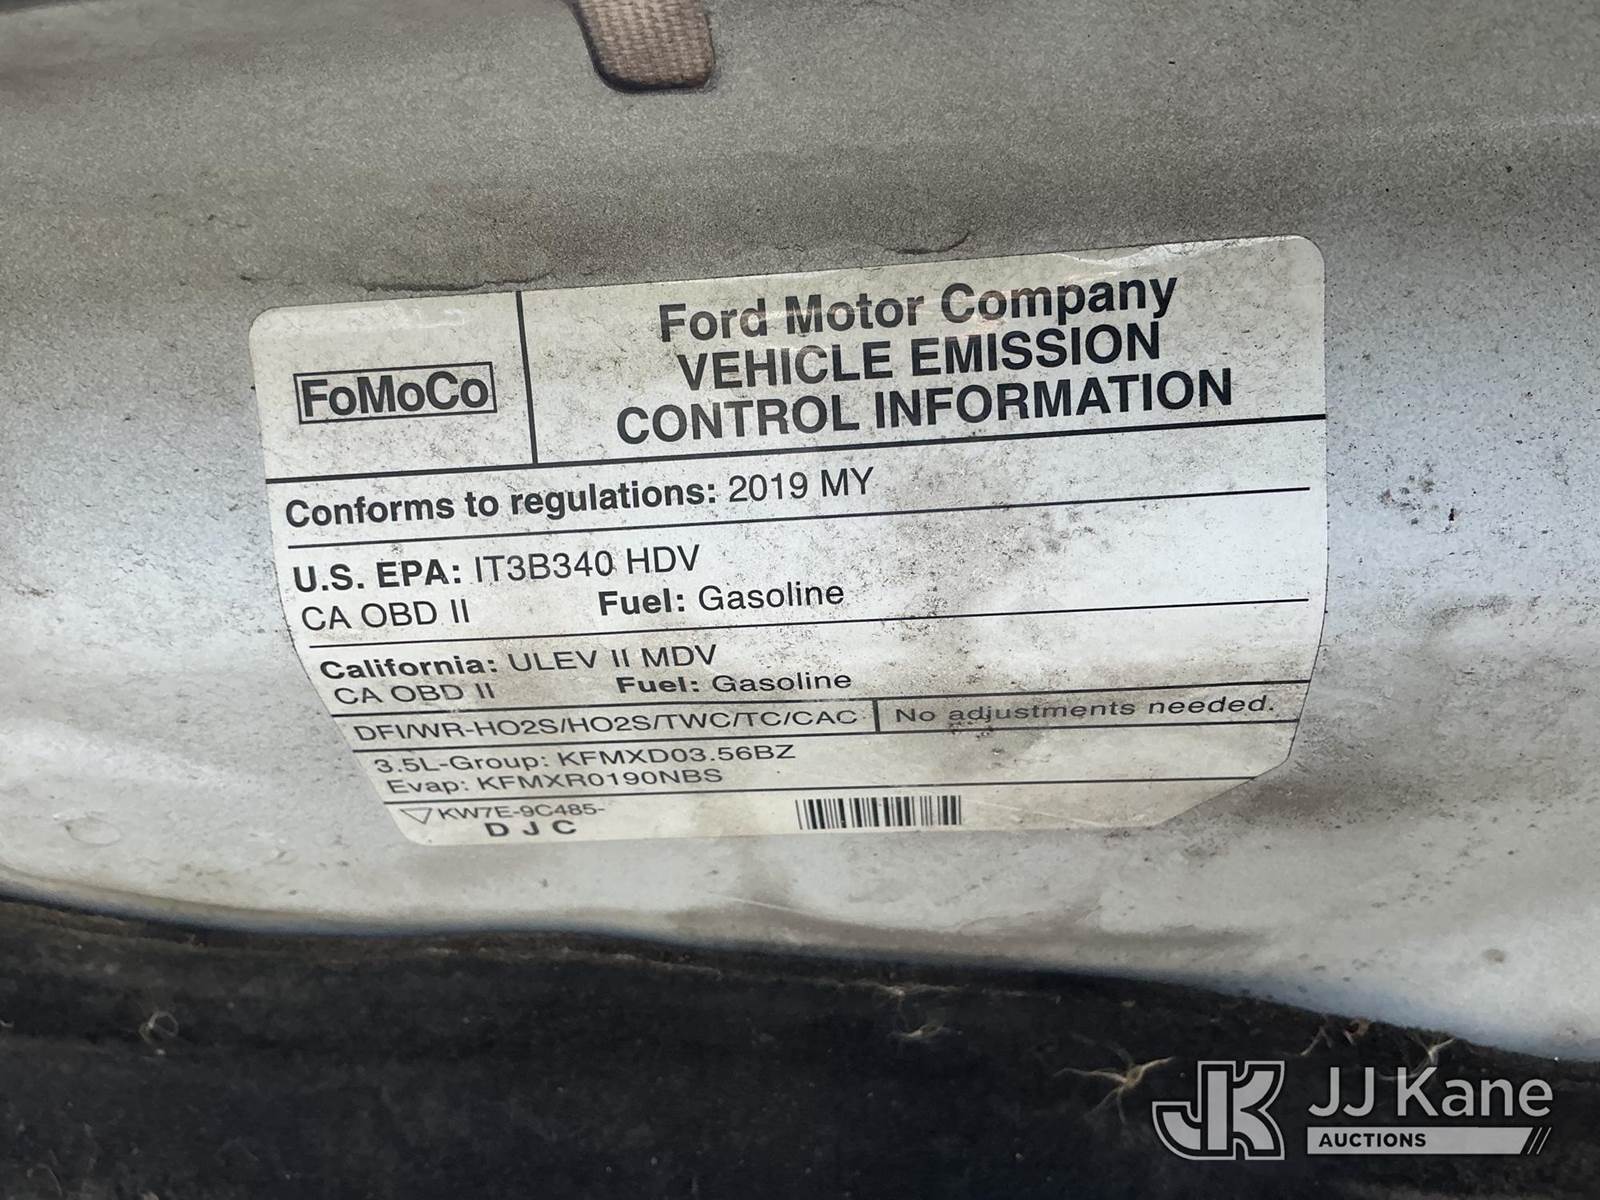 FoMoCo
Ford Motor Company
VEHICLE EMISSION
CONTROL INFORMATION
Conforms to regulations: 2019 MY
U.S. EPA: IT3B340 HDV
CA OBD II Fuel: Gasoline
California: ULEV II MDV
CA OBD II Fuel: Gasoline
DFI/WR-HO2S/HO2S/TWC/TC/CAC No adjustments needed.
3.5L-Group: KFMXD03.56BZ
Evap: KFMXR0190NBS
KW7E-9C485-
D J C
JK JJ Kane
AUCTIONS